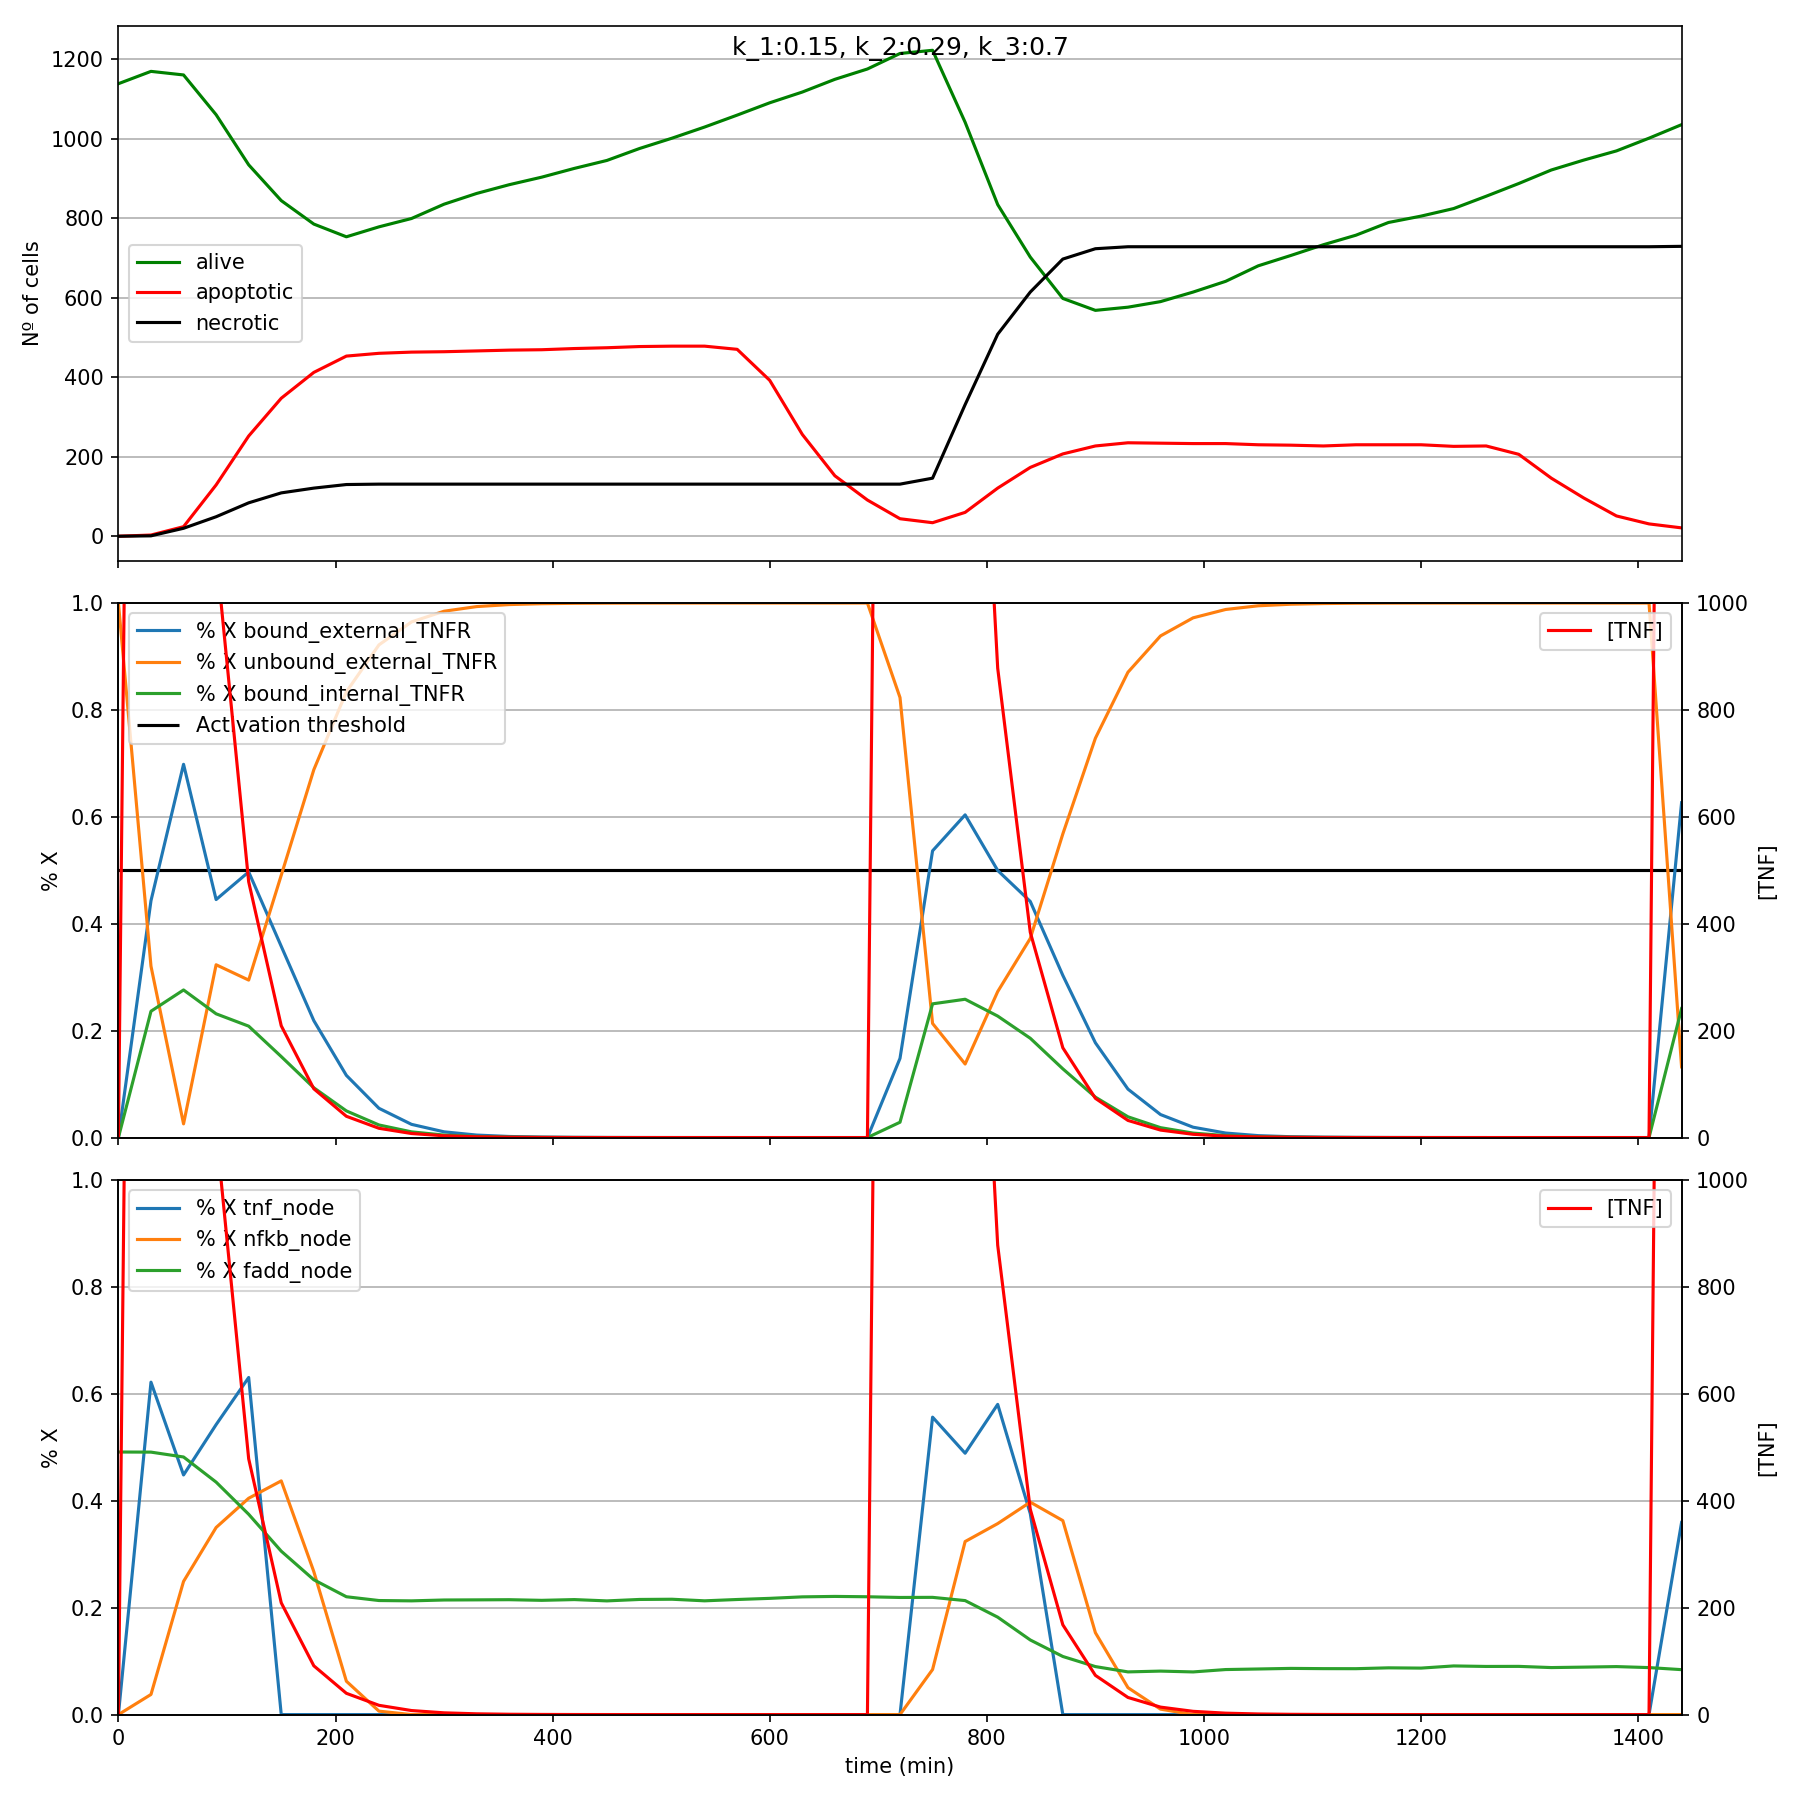 k_1:0.15, k_2:0.29, k_3:0.7
1200
1000
800
600
400
200
0
Nº of cells
alive
apoptotic
necrotic
1.0
0.8
0.6
0.4
0.2
0.0
% X
% X bound_external_TNFR
% X unbound_external_TNFR
% X bound_internal_TNFR
Activation threshold
[TNF]
1000
800
600
400
200
0
[TNF]
1.0
0.8
0.6
0.4
0.2
0.0
% X
% X tnf_node
% X nfkb_node
% X fadd_node
[TNF]
1000
800
600
400
200
0
[TNF]
0 200 400 600 800 1000 1200 1400
time (min)